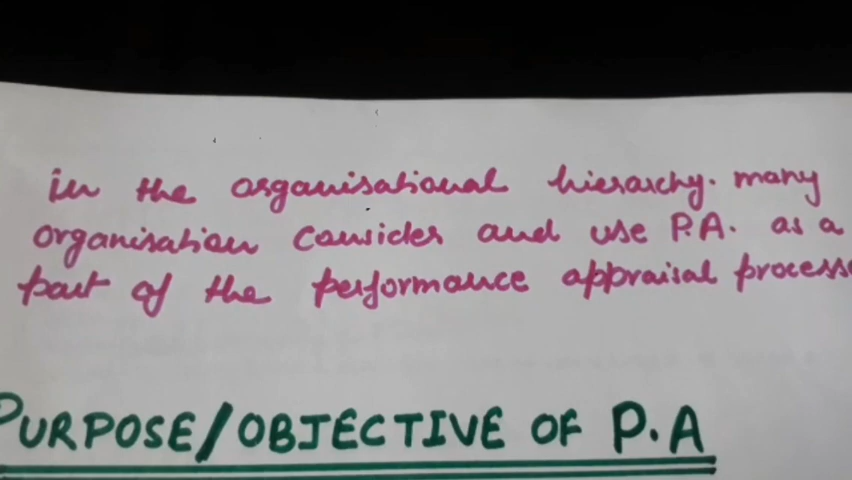 in the organisational hierarchy. many
organisation consider and use P.A. as a
part of the performance appraisal process
PURPOSE/OBJECTIVE OF P.A